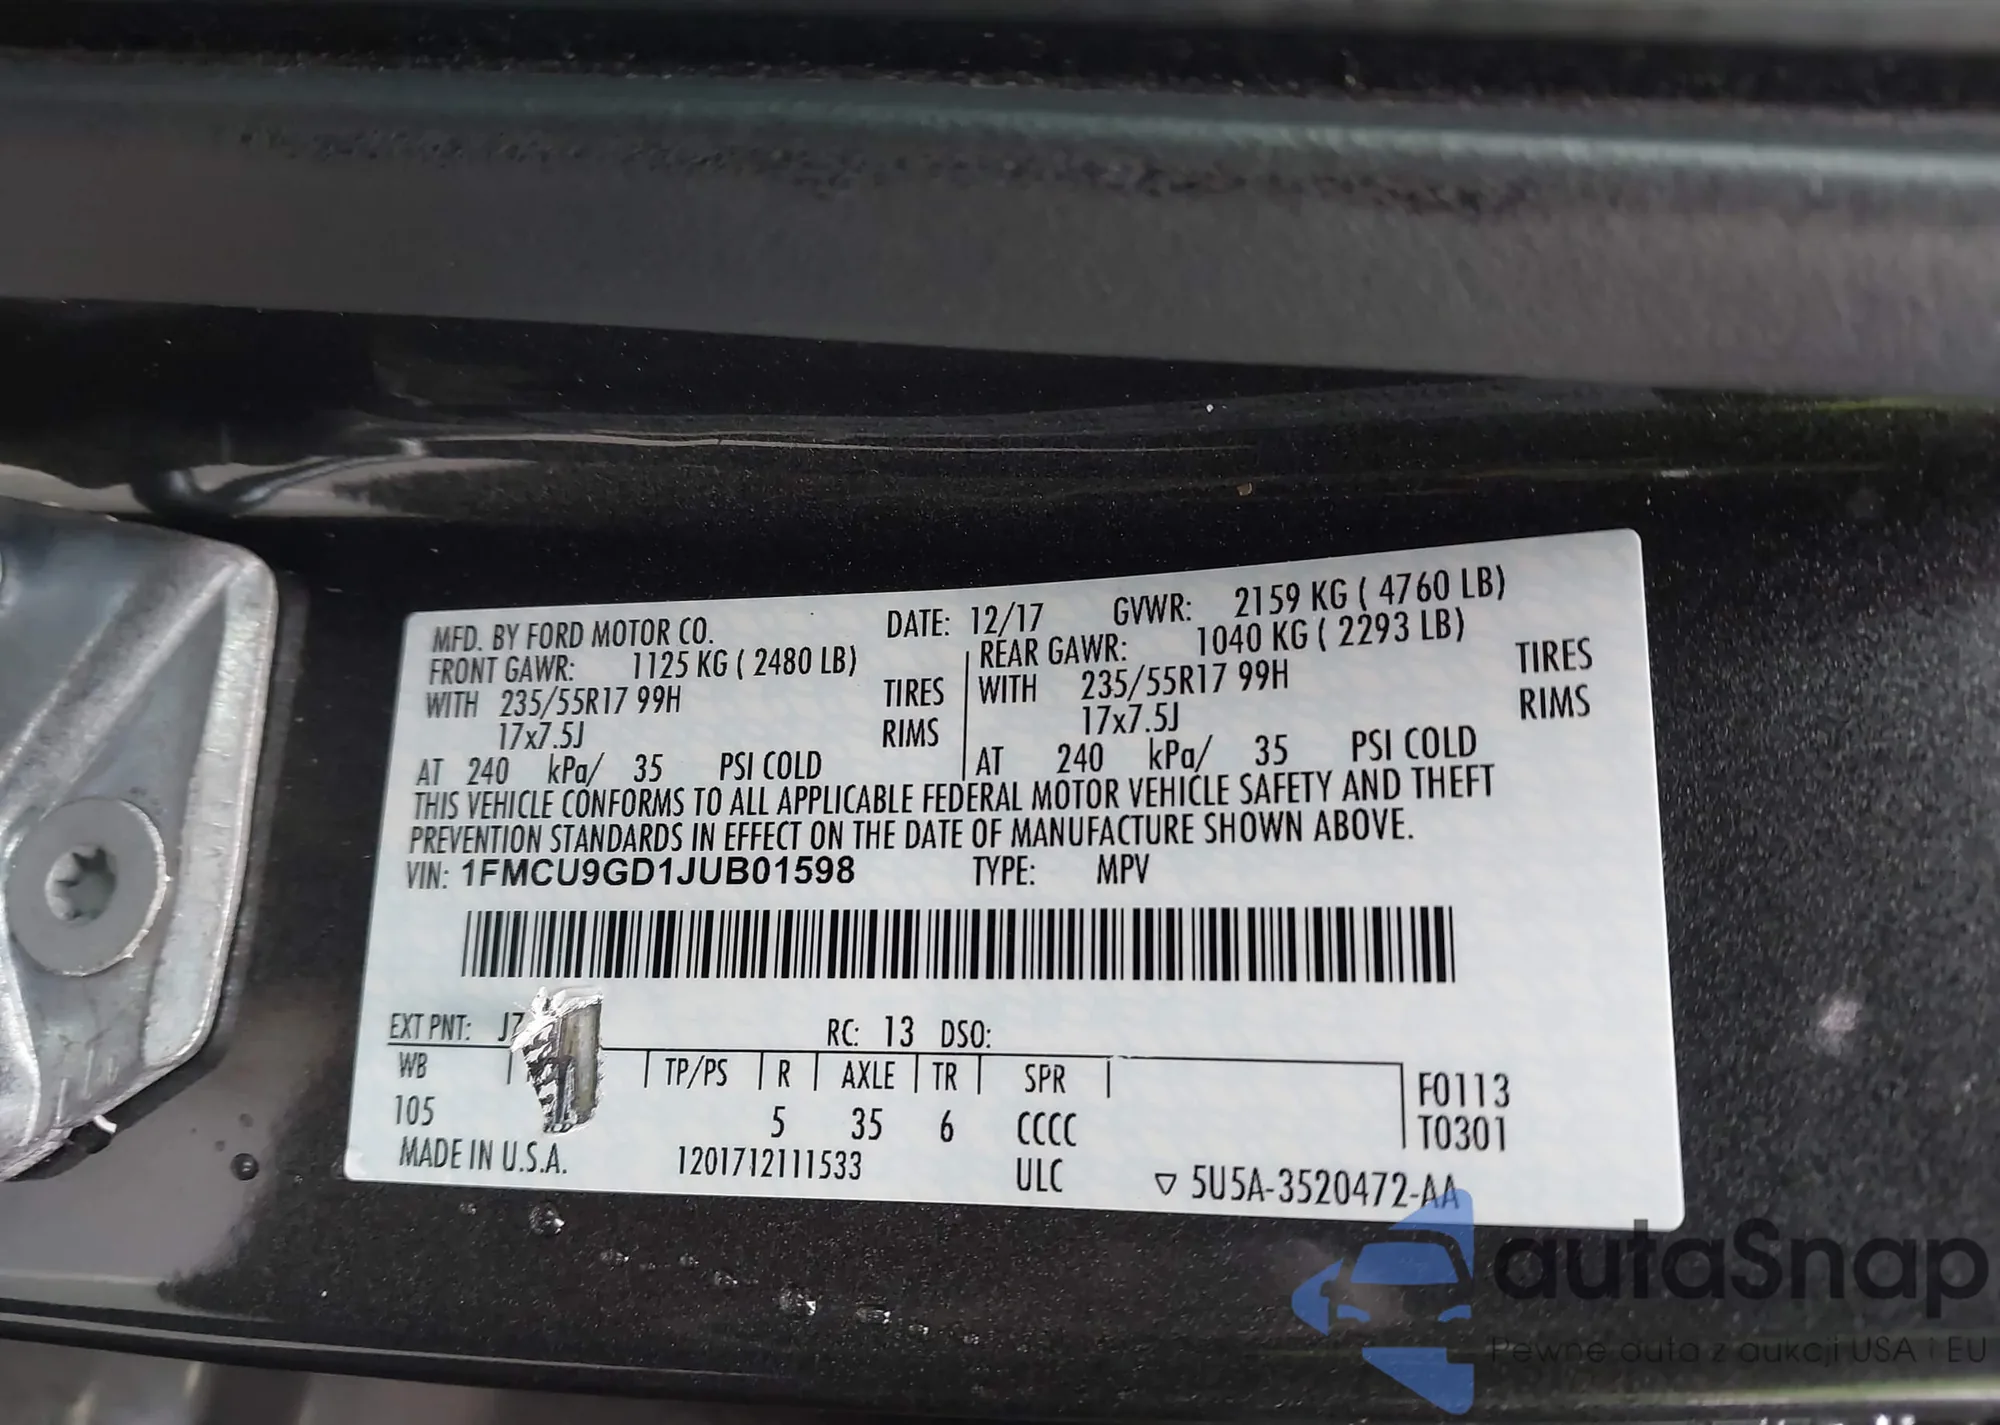 MFD. BY FORD MOTOR CO. DATE: 12/17 GVWR: 2159 KG ( 4760 LB)
FRONT GAWR: 1125 KG ( 2480 LB) REAR GAWR: 1040 KG ( 2293 LB)
WITH 235/55R17 99H TIRES WITH 235/55R17 99H TIRES
17x7.5J RIMS 17x7.5J RIMS
AT 240 kPa/ 35 PSI COLD AT 240 kPa/ 35 PSI COLD
THIS VEHICLE CONFORMS TO ALL APPLICABLE FEDERAL MOTOR VEHICLE SAFETY AND THEFT
PREVENTION STANDARDS IN EFFECT ON THE DATE OF MANUFACTURE SHOWN ABOVE.
VIN: 1FMCU9GD1JUB01598 TYPE: MPV
EXT PNT: J7 RC: 13 DSO:
WB TP/PS R AXLE TR SPR F0113
105 5 35 6 CCCC T0301
MADE IN U.S.A. 1201712111533 ULC ▽ 5U5A-3520472-AA
autaSnap
Pewne auta z aukcji USA i EU